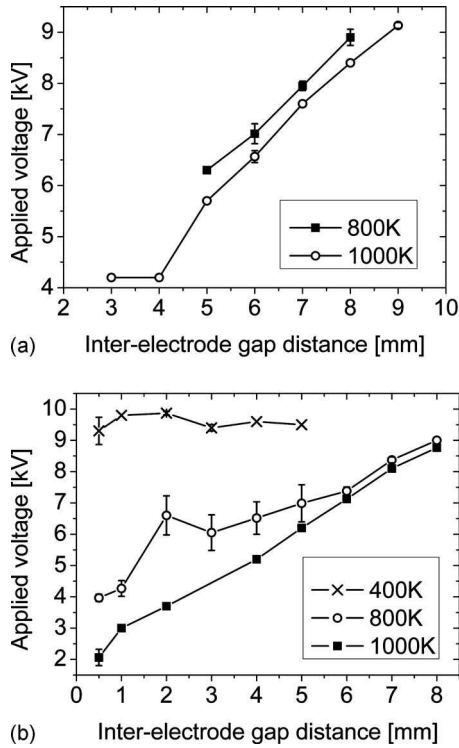 9
8
7
6
5
4
Applied voltage [kV]
800K
1000K
2 3 4 5 6 7 8 9 10
(a) Inter-electrode gap distance [mm]
10
9
8
7
6
5
4
3
2
Applied voltage [kV]
400K
800K
1000K
1 2 3 4 5 6 7 8
(b) Inter-electrode gap distance [mm]